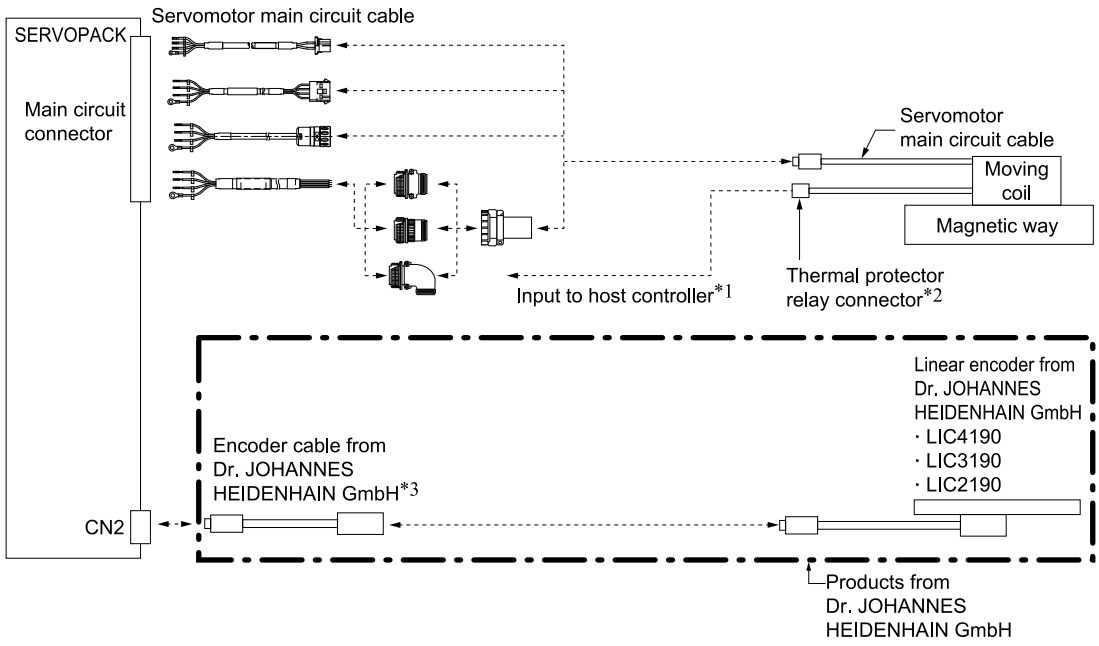 Servomotor main circuit cable
SERVOPACK
Main circuit
connector
Servomotor
main circuit cable
Moving
coil
Magnetic way
Thermal protector
relay connector*2
Input to host controller*1
Linear encoder from
Dr. JOHANNES
HEIDENHAIN GmbH
· LIC4190
· LIC3190
· LIC2190
Encoder cable from
Dr. JOHANNES
HEIDENHAIN GmbH*3
CN2
Products from
Dr. JOHANNES
HEIDENHAIN GmbH